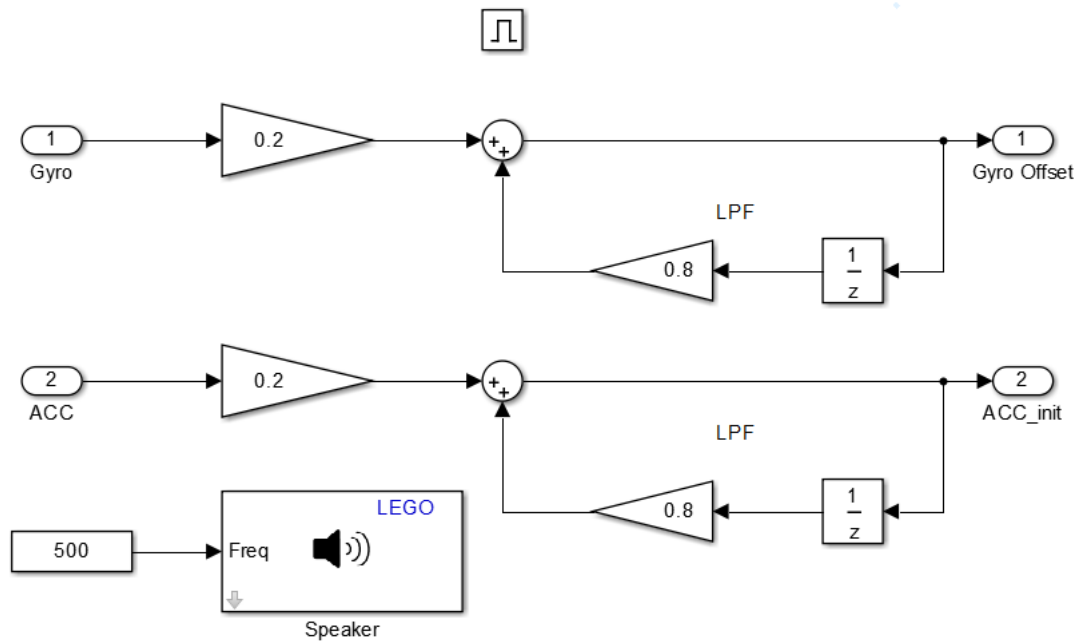 1
0.2
+
+
1
Gyro
Gyro Offset
LPF
0.8
1
z
2
0.2
+
+
2
ACC
ACC_init
LPF
0.8
1
z
LEGO
500
Freq
Speaker